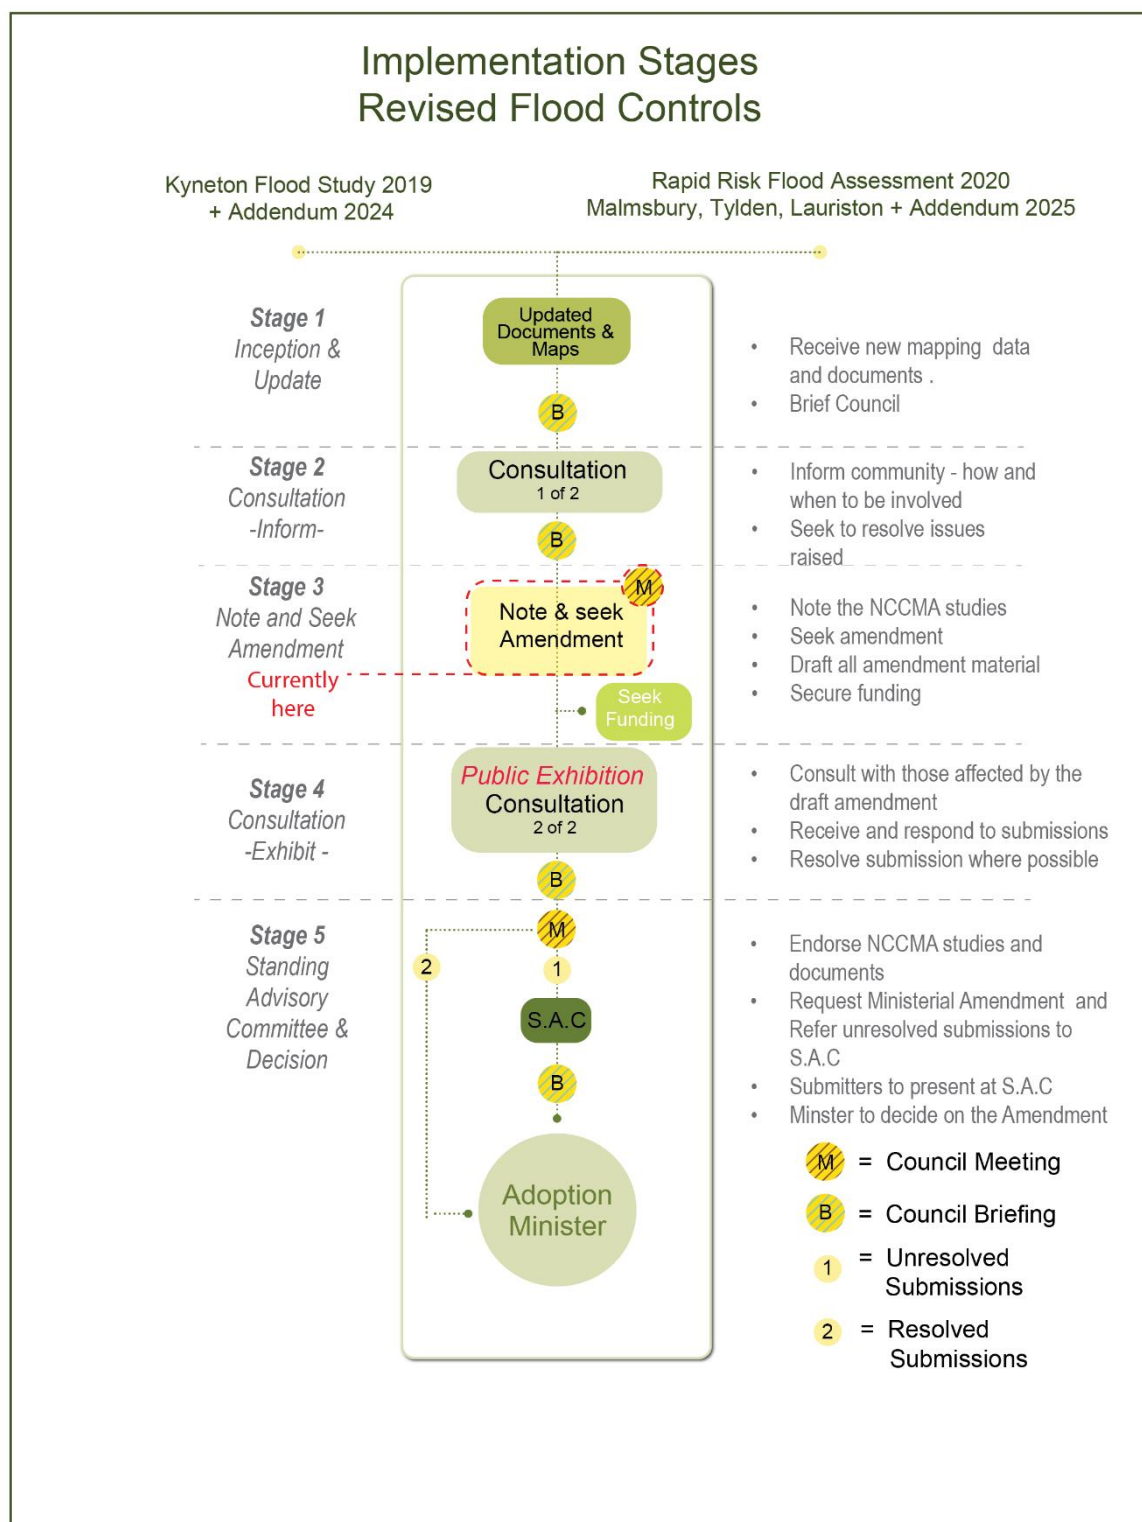 Implementation Stages
Revised Flood Controls
Kyneton Flood Study 2019
+ Addendum 2024
Rapid Risk Flood Assessment 2020
Malmsbury, Tylden, Lauriston + Addendum 2025
Stage 1
Inception &
Update
Updated
Documents &
Maps
B
• Receive new mapping data
and documents .
• Brief Council
Stage 2
Consultation
-Inform-
Consultation
1 of 2
B
• Inform community - how and
when to be involved
• Seek to resolve issues
raised
Stage 3
Note and Seek
Amendment
Currently
here
M
Note & seek
Amendment
Seek
Funding
• Note the NCCMA studies
• Seek amendment
• Draft all amendment material
• Secure funding
Stage 4
Consultation
-Exhibit -
Public Exhibition
Consultation
2 of 2
B
• Consult with those affected by the
draft amendment
• Receive and respond to submissions
• Resolve submission where possible
Stage 5
Standing
Advisory
Committee &
Decision
M
2
1
S.A.C
B
Adoption
Minister
• Endorse NCCMA studies and
documents
• Request Ministerial Amendment and
Refer unresolved submissions to
S.A.C
• Submitters to present at S.A.C
• Minster to decide on the Amendment
M = Council Meeting
B = Council Briefing
1 = Unresolved
Submissions
2 = Resolved
Submissions